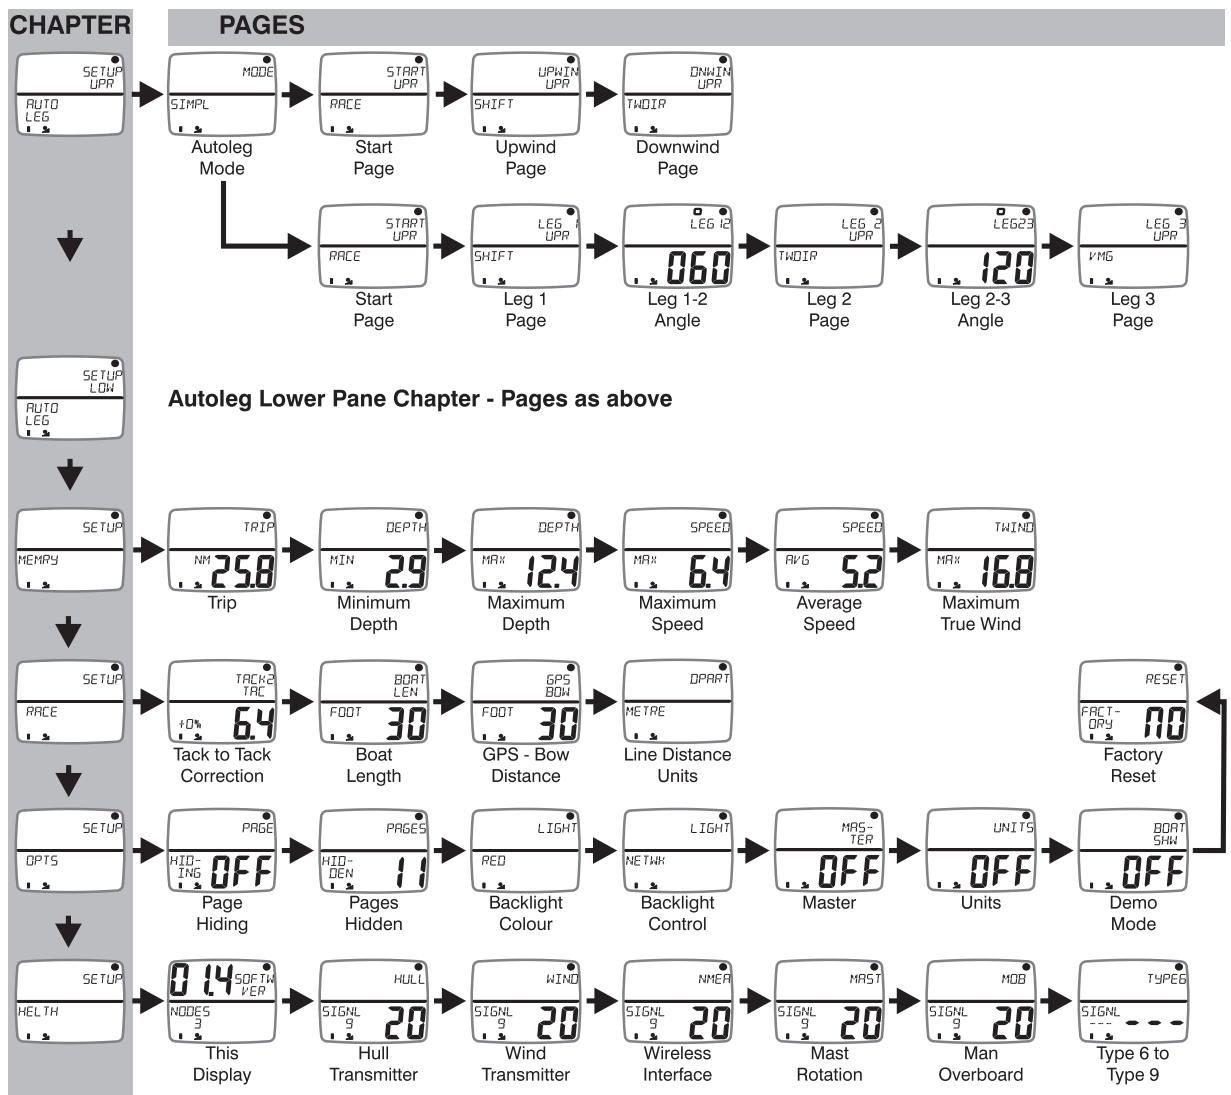 CHAPTER PAGES
SETUP UPR AUTO LEG
MODE SIMPL
START UPR RACE
UPWIN UPR SHIFT
DNWIN UPR TWDIR
Autoleg Mode
Start Page
Upwind Page
Downwind Page
START UPR RACE
LEG 1 UPR SHIFT
LEG12 060
LEG 2 UPR TWDIR
LEG23 120
LEG 3 UPR VMG
Start Page
Leg 1 Page
Leg 1-2 Angle
Leg 2 Page
Leg 2-3 Angle
Leg 3 Page
SETUP LOW AUTO LEG
Autoleg Lower Pane Chapter - Pages as above
SETUP MEMRY
TRIP NM 25.8
DEPTH MIN 2.9
DEPTH MAX 12.4
SPEED MAX 6.4
SPEED AVG 5.2
TWIND MAX 16.8
Trip
Minimum Depth
Maximum Depth
Maximum Speed
Average Speed
Maximum True Wind
SETUP RACE
TACK2 TAC +0% 6.4
BOAT LEN FOOT 30
GPS BOW FOOT 30
DPART METRE
RESET FACT- ORY NO
Tack to Tack Correction
Boat Length
GPS - Bow Distance
Line Distance Units
Factory Reset
SETUP OPTS
PAGE HID- ING OFF
PAGES HID- DEN 11
LIGHT RED
LIGHT NETWK
MAS- TER OFF
UNITS OFF
BOAT SHW OFF
Page Hiding
Pages Hidden
Backlight Colour
Backlight Control
Master
Units
Demo Mode
SETUP HELTH
01.4 SOFTW VER NODES 3
HULL SIGNL 9 20
WIND SIGNL 9 20
NMEA SIGNL 9 20
MAST SIGNL 9 20
MOB SIGNL 9 20
TYPE6 SIGNL --- - - -
This Display
Hull Transmitter
Wind Transmitter
Wireless Interface
Mast Rotation
Man Overboard
Type 6 to Type 9